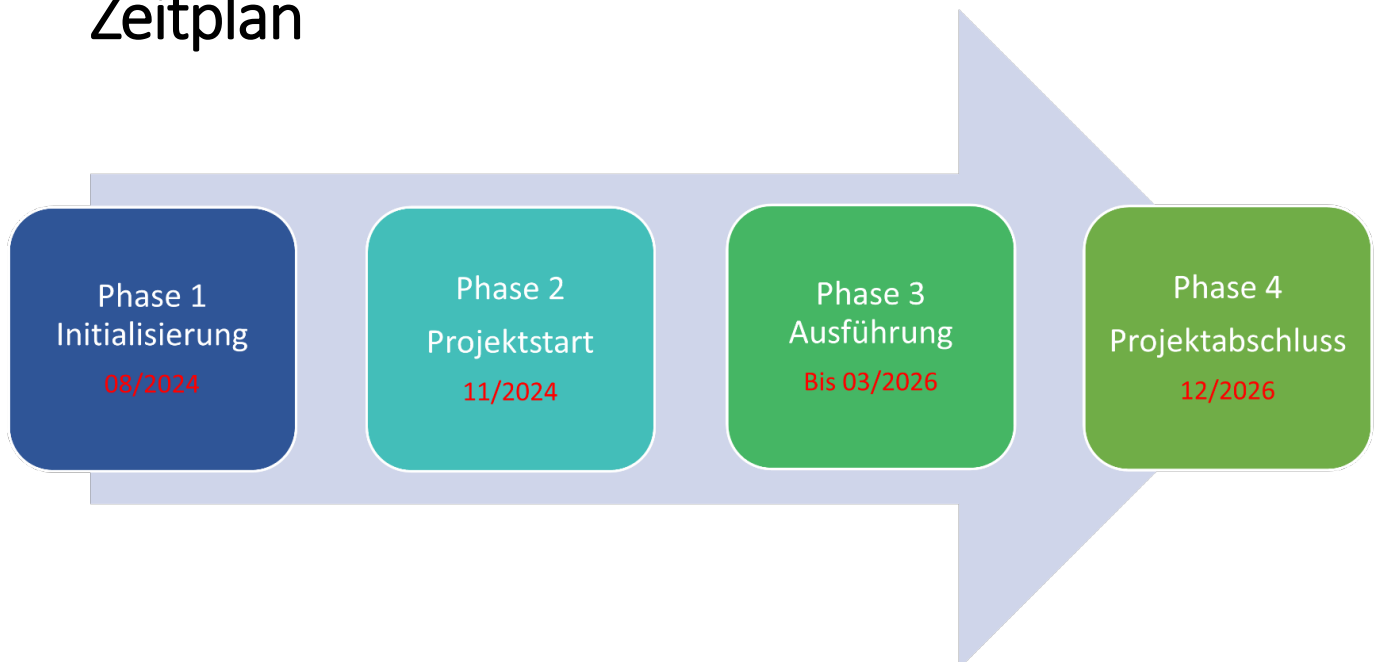 Zeitplan
Phase 1
Initialisierung
08/2024
Phase 2
Projektstart
11/2024
Phase 3
Ausführung
Bis 03/2026
Phase 4
Projektabschluss
12/2026